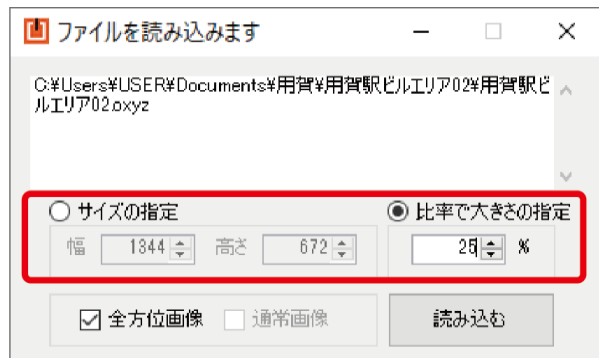 ファイルを読み込みます
C:¥Users¥USER¥Documents¥用賀¥用賀駅ビルエリア02¥用賀駅ビ
ルエリア02.oxyz
サイズの指定 比率で大きさの指定
幅 1344 高さ 672 25 %
全方位画像 通常画像 読み込む